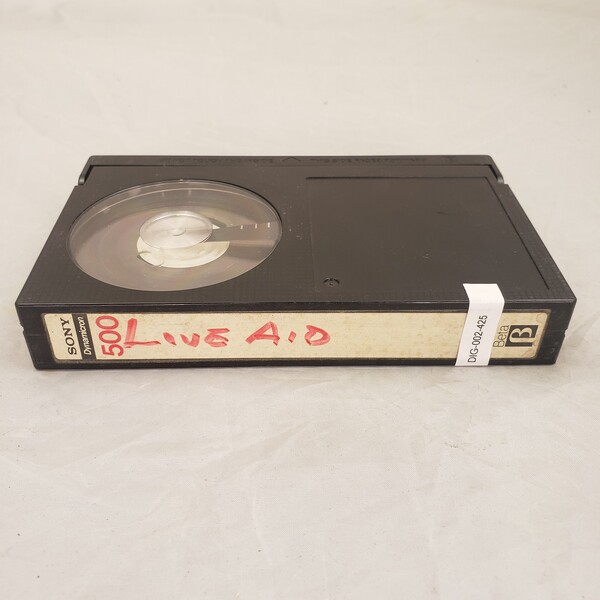 SONY
Dynamicron
500
LIVE AID
DIG-002-425
Beta
β